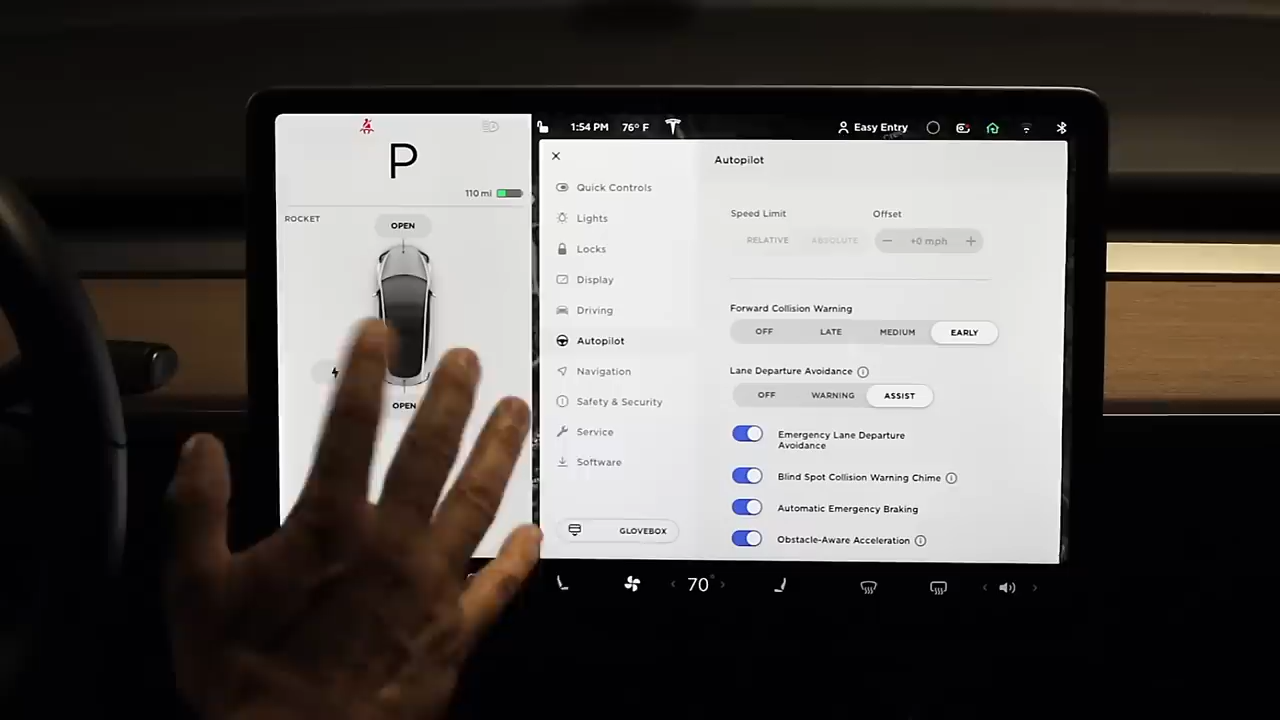 P
110 mi
ROCKET
OPEN
OPEN
1:54 PM 76° F
Easy Entry
Quick Controls
Lights
Locks
Display
Driving
Autopilot
Navigation
Safety & Security
Service
Software
GLOVEBOX
Autopilot
Speed Limit
Offset
RELATIVE ABSOLUTE
− +0 mph +
Forward Collision Warning
OFF LATE MEDIUM EARLY
Lane Departure Avoidance
OFF WARNING ASSIST
Emergency Lane Departure
Avoidance
Blind Spot Collision Warning Chime
Automatic Emergency Braking
Obstacle-Aware Acceleration
70°